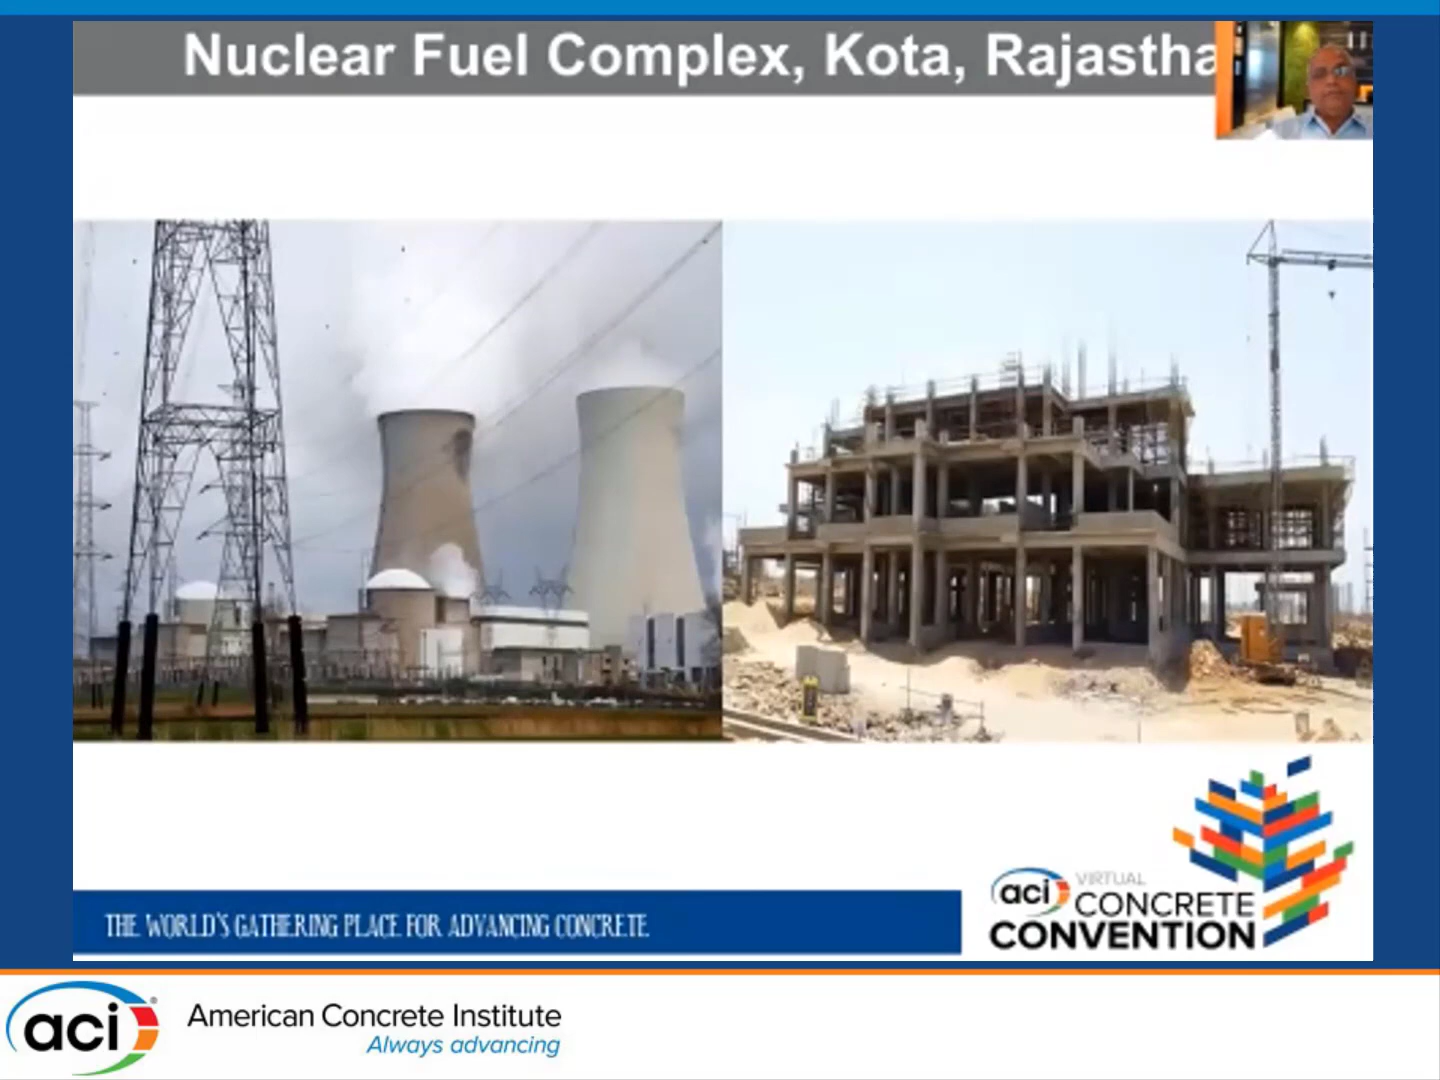 Nuclear Fuel Complex, Kota, Rajastha
THE WORLD'S GATHERING PLACE FOR ADVANCING CONCRETE
aci VIRTUAL
CONCRETE
CONVENTION
aci
American Concrete Institute
Always advancing